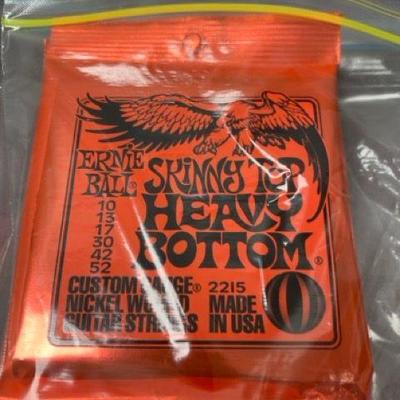 ERNIE BALL
SKINNY TOP
HEAVY
BOTTOM®
10
13
17
30
42
52
CUSTOM GAUGE® 2215
NICKEL WOUND MADE
GUITAR STRINGS IN USA